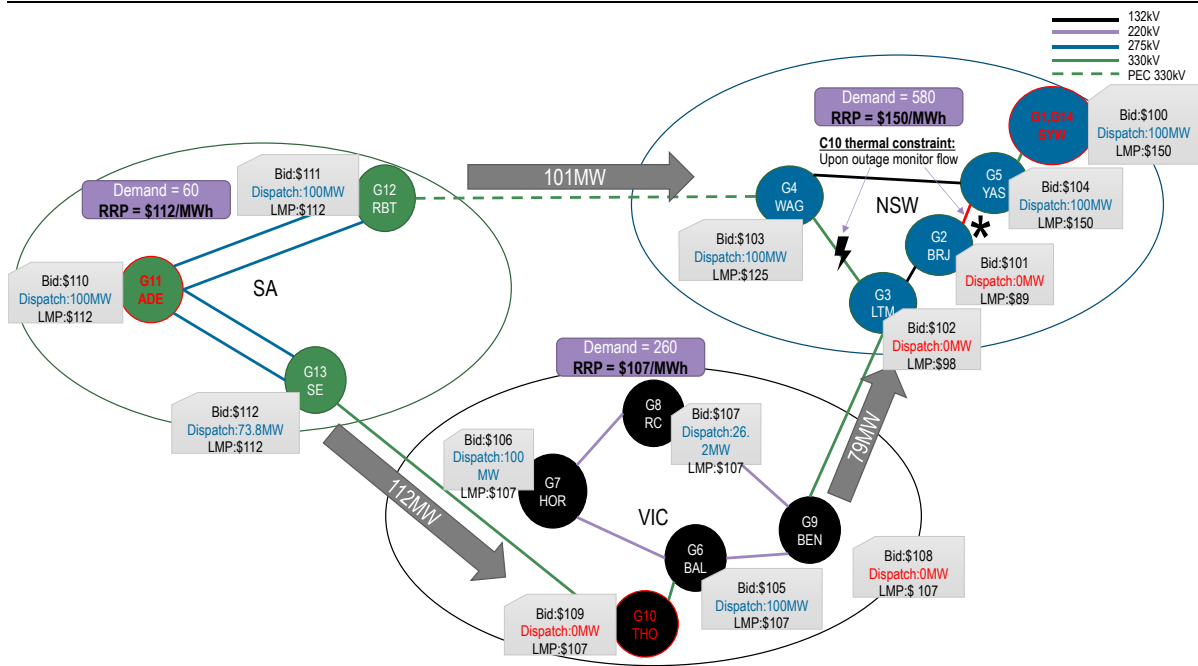 132kV
220kV
275kV
330kV
PEC 330kV
Demand = 580
RRP = $150/MWh
C10 thermal constraint:
Upon outage monitor flow
G1,G14
SYW
Bid:$100
Dispatch:100MW
LMP:$150
Bid:$111
Dispatch:100MW
LMP:$112
G12
RBT
101MW
G4
WAG
G5
YAS
Bid:$104
Dispatch:100MW
LMP:$150
Demand = 60
RRP = $112/MWh
NSW
*
G2
BRJ
Bid:$103
Dispatch:100MW
LMP:$125
Bid:$101
Dispatch:0MW
LMP:$89
Bid:$110
Dispatch:100MW
LMP:$112
G11
ADE
SA
G3
LTM
Bid:$102
Dispatch:0MW
LMP:$98
Demand = 260
RRP = $107/MWh
G13
SE
Bid:$112
Dispatch:73.8MW
LMP:$112
G8
RC
Bid:$107
Dispatch:26.
2MW
LMP:$107
79MW
Bid:$106
Dispatch:100
MW
LMP:$107
G7
HOR
112MW
VIC
G9
BEN
G6
BAL
Bid:$108
Dispatch:0MW
LMP:$ 107
Bid:$105
Dispatch:100MW
LMP:$107
Bid:$109
Dispatch:0MW
LMP:$107
G10
THO